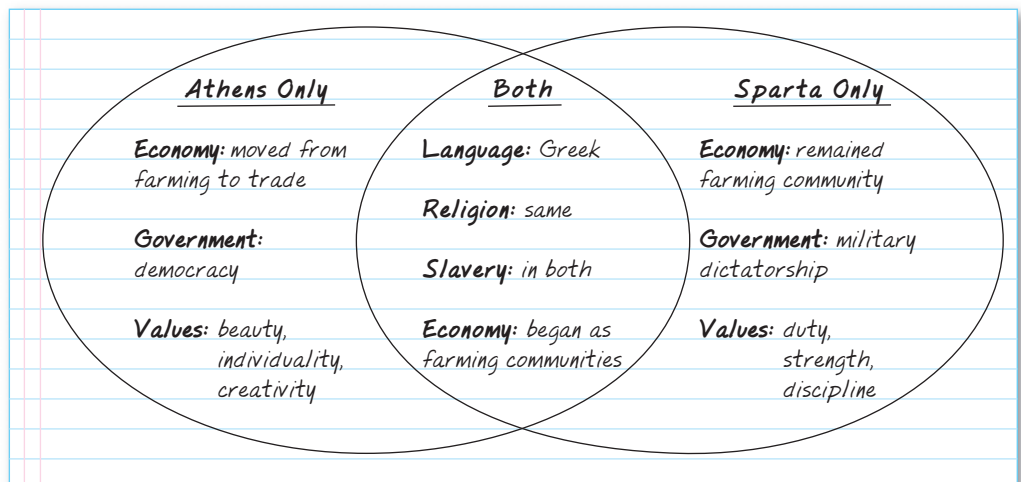 Athens Only
Economy: moved from
farming to trade
Government:
democracy
Values: beauty,
individuality,
creativity
Both
Language: Greek
Religion: same
Slavery: in both
Economy: began as
farming communities
Sparta Only
Economy: remained
farming community
Government: military
dictatorship
Values: duty,
strength,
discipline